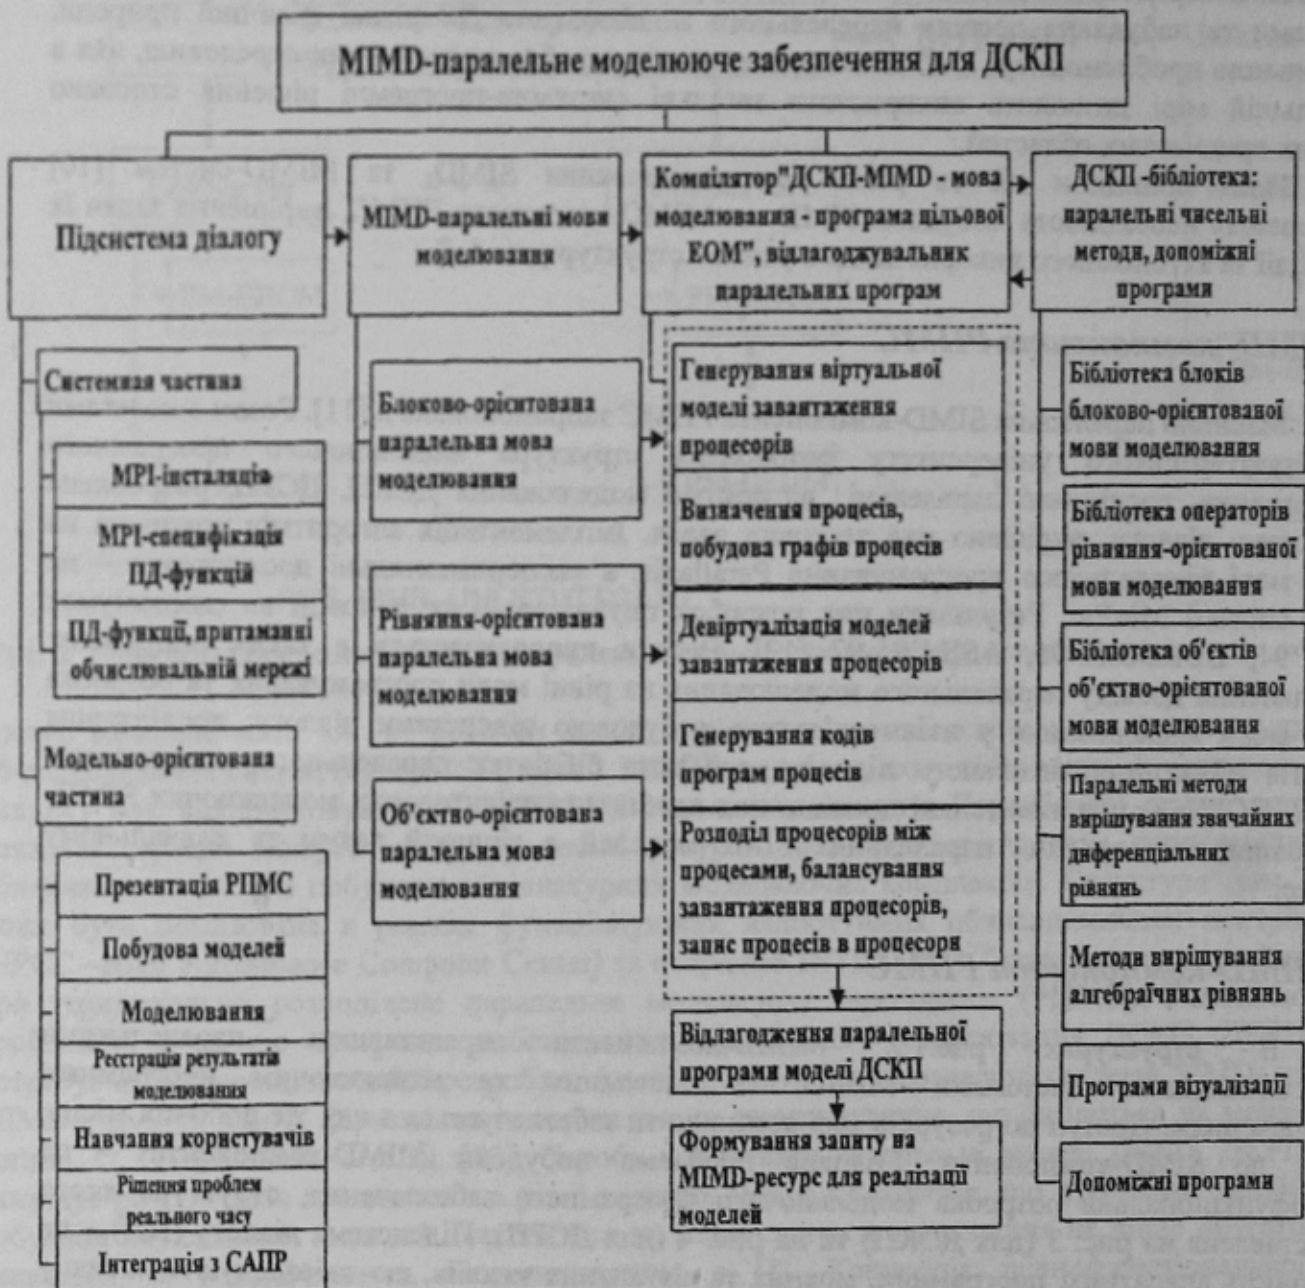 MIMD-паралельне моделююче забезпечення для ДСКП
Підсистема діалогу
MIMD-паралельні мови
моделювання
Компілятор"ДСКП-MIMD - мова
моделювання - програма цільової
ЕОМ", відлагоджувальник
паралельних програм
ДСКП -бібліотека:
паралельні чисельні
методи, допоміжні
програми
Системная частина
MPI-інсталяція
MPI-специфікація
ПД-функцій
ПД-функції, притаманні
обчислювальній мережі
Модельно-орієнтована
частина
Презентація РПМС
Побудова моделей
Моделювання
Реєстрація результатів
моделювання
Навчання користувачів
Рішення проблем
реального часу
Інтеграція з САПР
Блоково-орієнтована
паралельна мова
моделювання
Рівняння-орієнтована
паралельна мова
моделювання
Об'єктно-орієнтована
паралельна мова
моделювання
Генерування віртуальної
моделі завантаження
процесорів
Визначення процесів,
побудова графів процесів
Девіртуалізація моделей
завантаження процесорів
Генерування кодів
програм процесів
Розподіл процесорів між
процесами, балансування
завантаження процесорів,
запис процесів в процесори
Відлагодження паралельної
програми моделі ДСКП
Формування запиту на
MIMD-ресурс для реалізації
моделей
Бібліотека блоків
блоково-орієнтованої
мови моделювання
Бібліотека операторів
рівняння-орієнтованої
мови моделювання
Бібліотека об'єктів
об'єктно-орієнтованої
мови моделювання
Паралельні методи
вирішування звичайних
диференціальних
рівнянь
Методи вирішування
алгебраїчних рівнянь
Програми візуалізації
Допоміжні програми